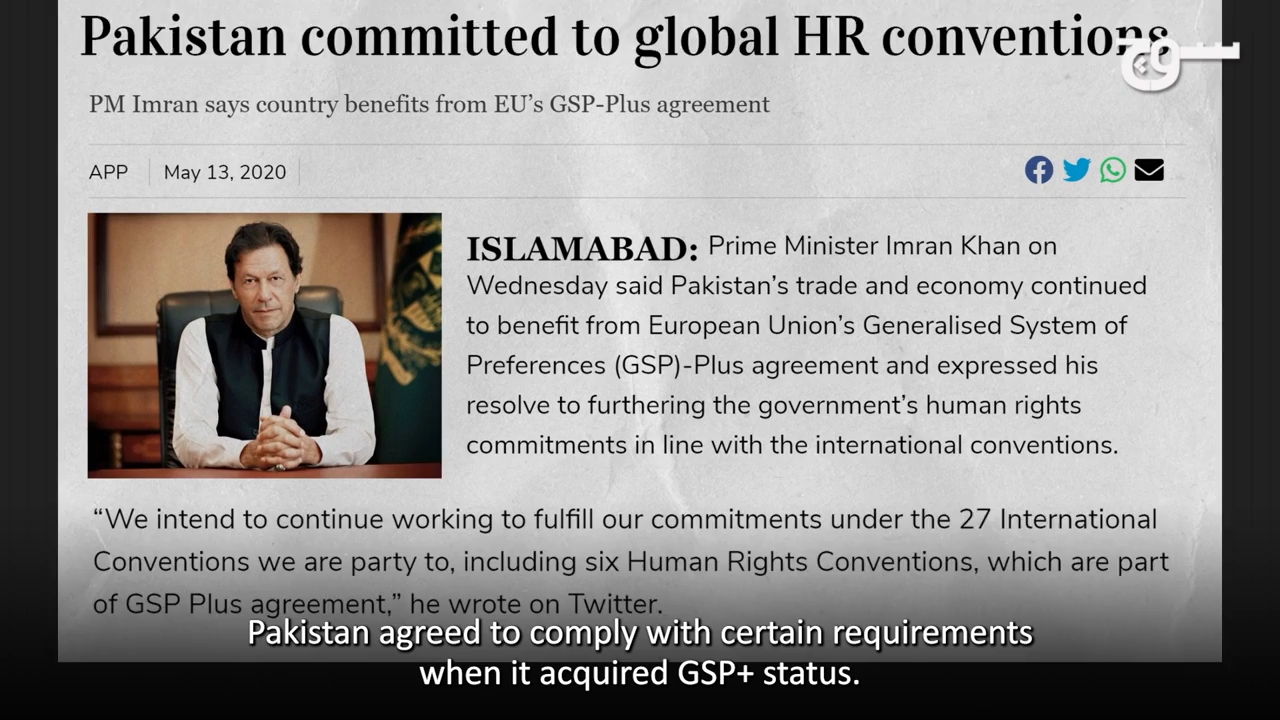 Pakistan committed to global HR conventions
سوچ
PM Imran says country benefits from EU’s GSP-Plus agreement
APP
May 13, 2020
ISLAMABAD: Prime Minister Imran Khan on
Wednesday said Pakistan’s trade and economy continued
to benefit from European Union’s Generalised System of
Preferences (GSP)-Plus agreement and expressed his
resolve to furthering the government’s human rights
commitments in line with the international conventions.
“We intend to continue working to fulfill our commitments under the 27 International
Conventions we are party to, including six Human Rights Conventions, which are part
of GSP Plus agreement,” he wrote on Twitter.
Pakistan agreed to comply with certain requirements
when it acquired GSP+ status.